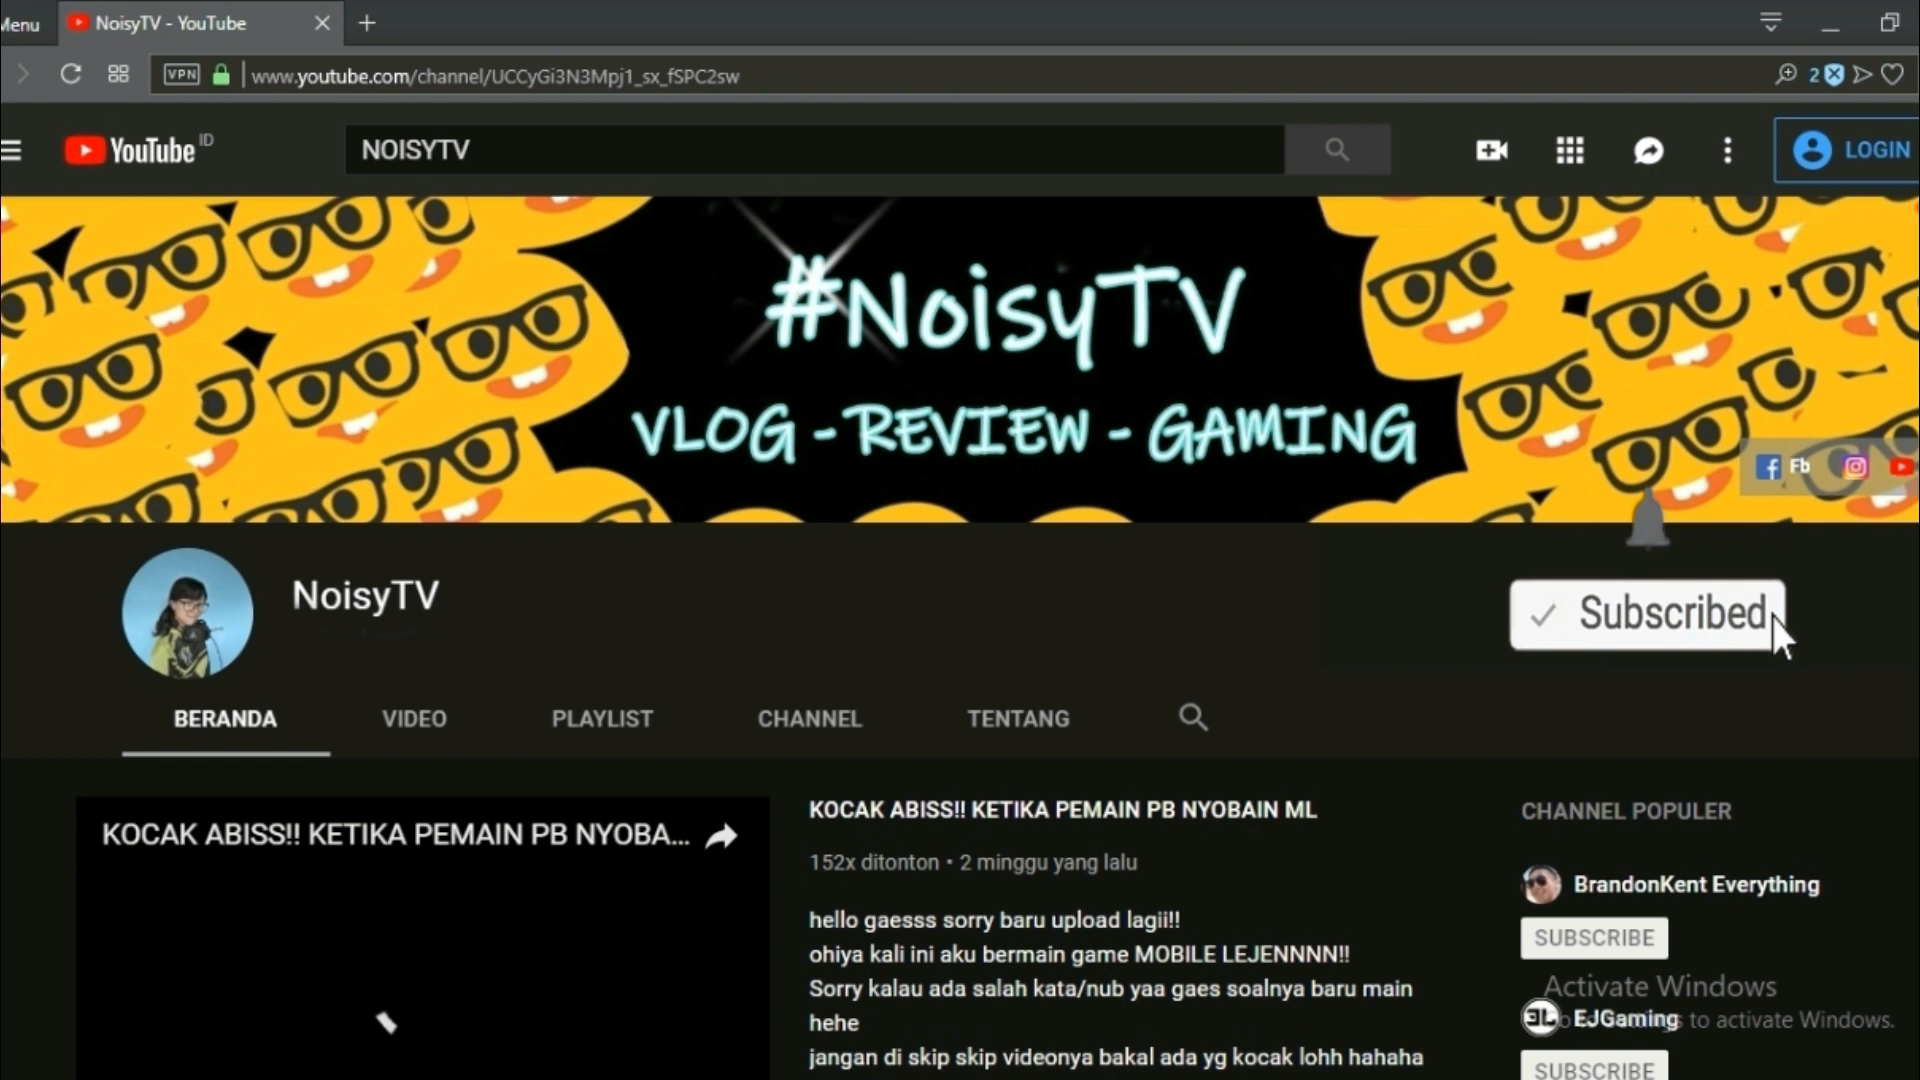 Menu
NoisyTV - YouTube
VPN
www.youtube.com/channel/UCCyGi3N3Mpj1_sx_fSPC2sw
2
YouTube ID
NOISYTV
LOGIN
#NoisyTV
VLOG - REVIEW - GAMING
Fb
NoisyTV
Subscribed
BERANDA
VIDEO
PLAYLIST
CHANNEL
TENTANG
KOCAK ABISS!! KETIKA PEMAIN PB NYOBA...
KOCAK ABISS!! KETIKA PEMAIN PB NYOBAIN ML
152x ditonton • 2 minggu yang lalu
hello gaesss sorry baru upload lagii!!
ohiya kali ini aku bermain game MOBILE LEJENNNN!!
Sorry kalau ada salah kata/nub yaa gaes soalnya baru main
hehe
jangan di skip skip videonya bakal ada yg kocak lohh hahaha
CHANNEL POPULER
BrandonKent Everything
SUBSCRIBE
Activate Windows
EJGaming
to activate Windows.
SUBSCRIBE